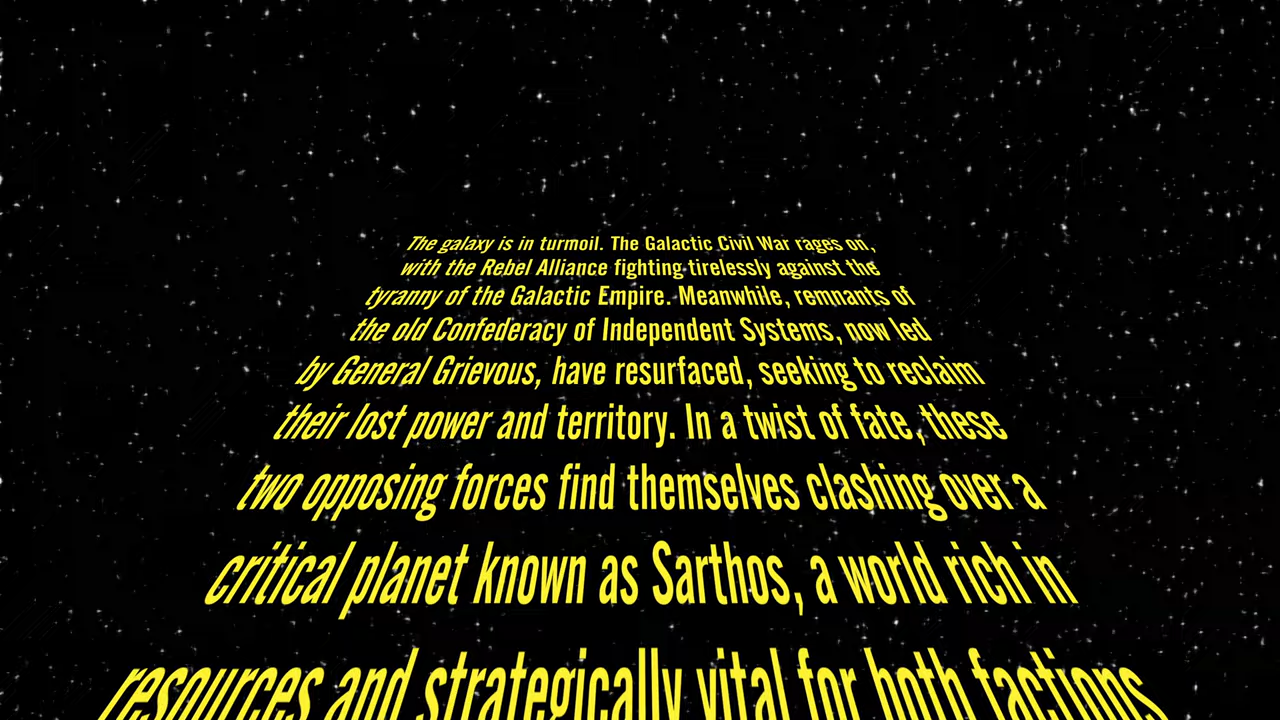 The galaxy is in turmoil. The Galactic Civil War rages on,
with the Rebel Alliance fighting tirelessly against the
tyranny of the Galactic Empire. Meanwhile, remnants of
the old Confederacy of Independent Systems, now led
by General Grievous, have resurfaced, seeking to reclaim
their lost power and territory. In a twist of fate, these
two opposing forces find themselves clashing over a
critical planet known as Sarthos, a world rich in
resources and strategically vital for both factions